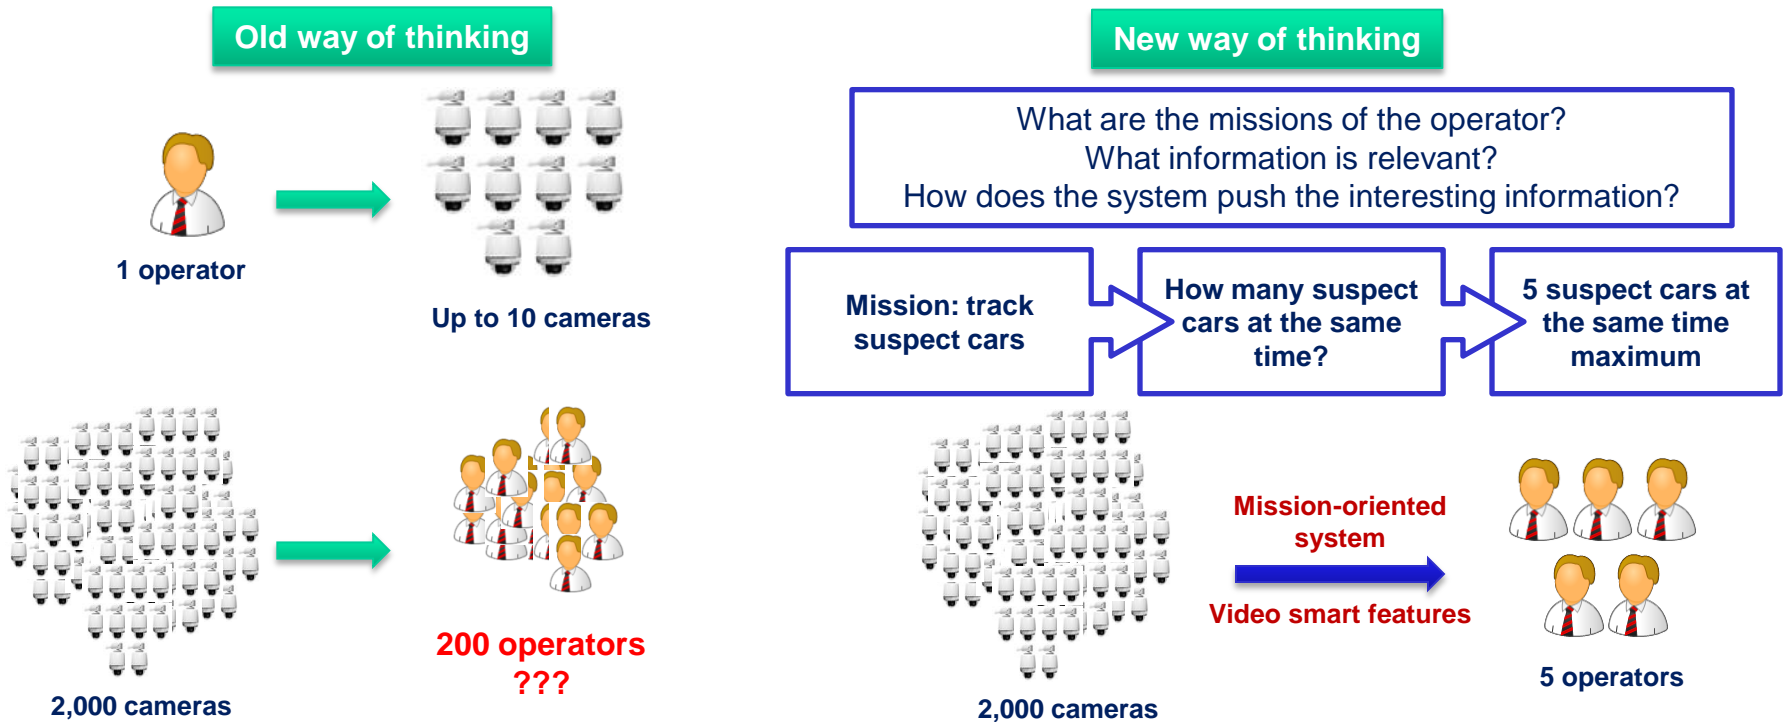 Old way of thinking
1 operator
Up to 10 cameras
2,000 cameras
200 operators
???
New way of thinking
What are the missions of the operator?
What information is relevant?
How does the system push the interesting information?
Mission: track
suspect cars
How many suspect
cars at the same
time?
5 suspect cars at
the same time
maximum
2,000 cameras
Mission-oriented
system
Video smart features
5 operators